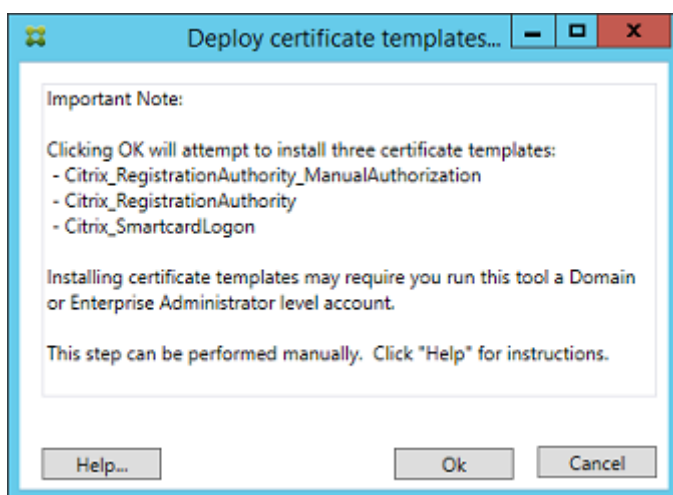 Deploy certificate templates...
Important Note:
Clicking OK will attempt to install three certificate templates:
- Citrix_RegistrationAuthority_ManualAuthorization
- Citrix_RegistrationAuthority
- Citrix_SmartcardLogon
Installing certificate templates may require you run this tool a Domain
or Enterprise Administrator level account.
This step can be performed manually.  Click "Help" for instructions.
Help...
Ok
Cancel